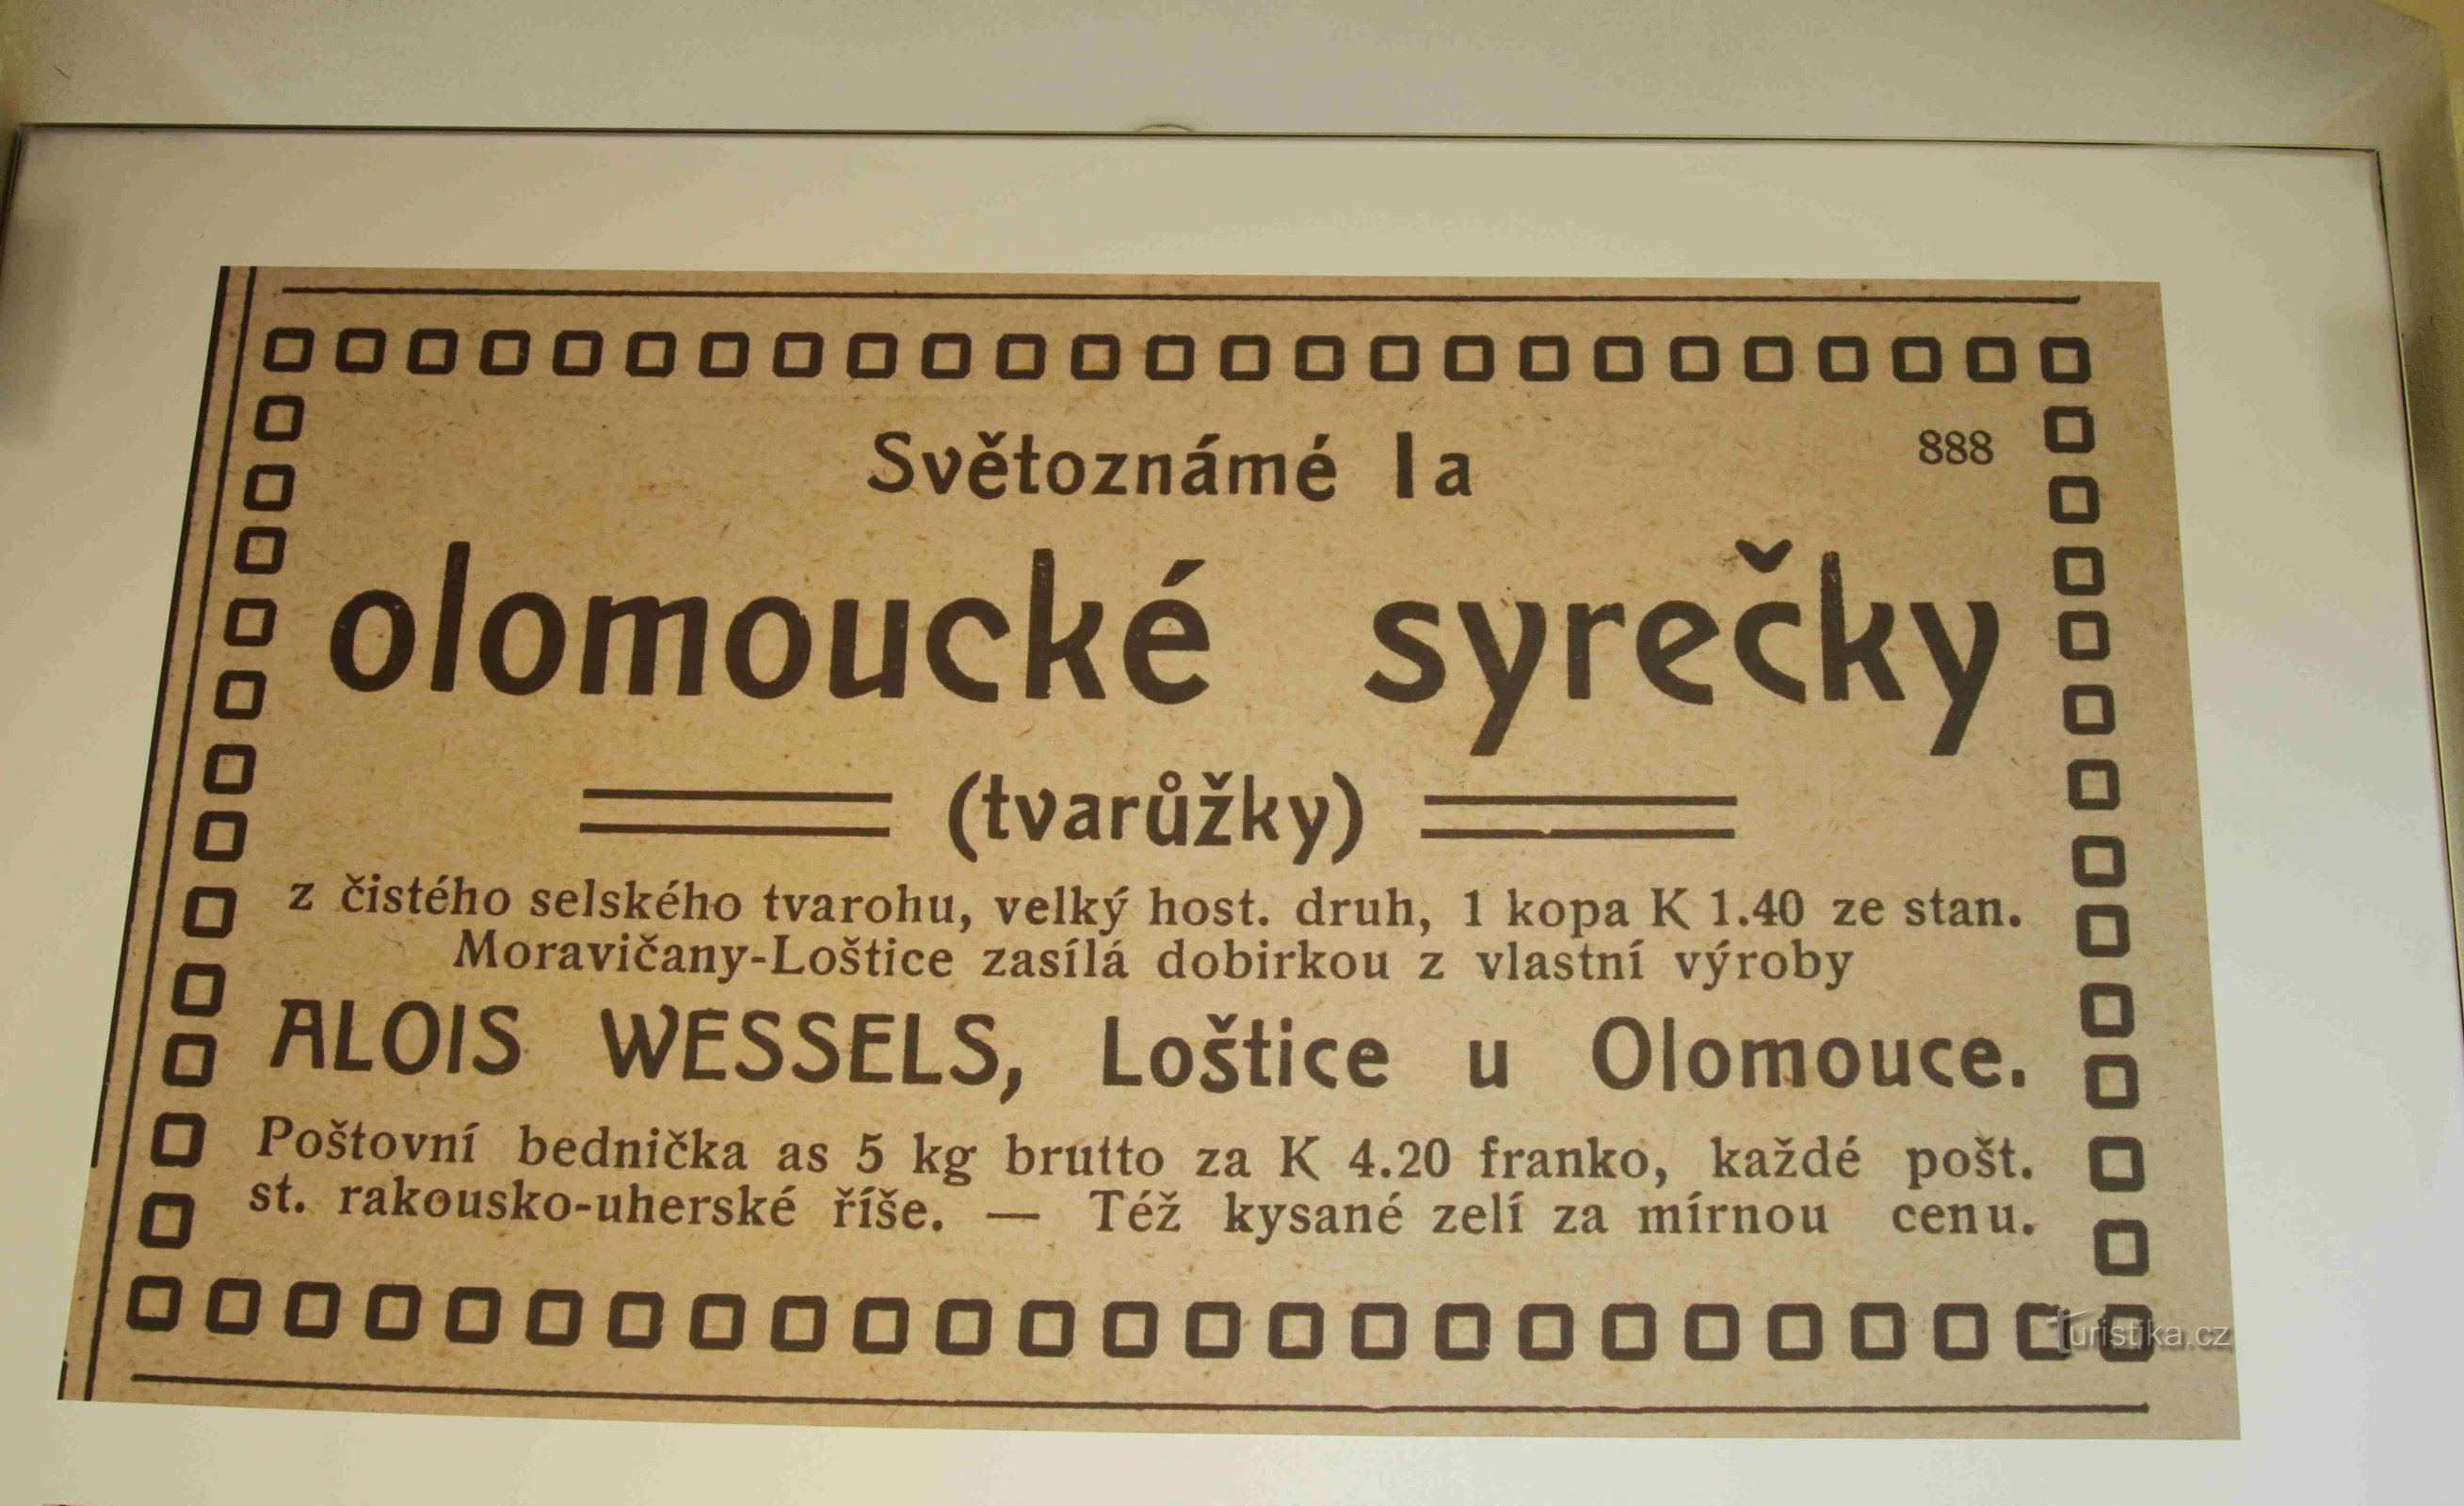 Světoznámé Ia 888
olomoucké syrečky
(tvarůžky)
z čistého selského tvarohu, velký host. druh, 1 kopa K 1.40 ze stan.
Moravičany-Loštice zasílá dobirkou z vlastní výroby
ALOIS WESSELS, Loštice u Olomouce.
Poštovní bednička as 5 kg brutto za K 4.20 franko, každé pošt.
st. rakousko-uherské říše. — Též kysané zelí za mírnou cenu.
Turistika.cz